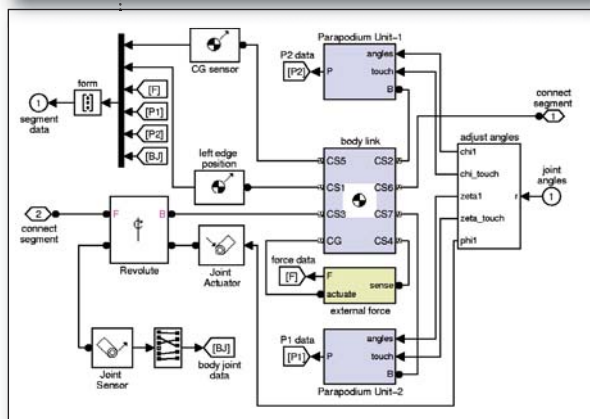 Parapodium Unit-1
P2 data
angles
[P2]
P
touch
B
CG sensor
form
[F]
[P1]
[P2]
[BJ]
1
segment
data
connect
segment
1
body link
adjust angles
left edge
position
CS5
CS2
CS1
CS6
CS3
CS7
CG
CS4
chi1
chi_touch
zeta1
zeta_touch
phi1
r
joint
angles
1
2
connect
segment
F
B
Revolute
Joint
Actuator
force data
[F]
F
sense
actuate
external force
Joint
Sensor
[BJ]
body joint
data
P1 data
[P1]
P
angles
touch
B
Parapodium Unit-2